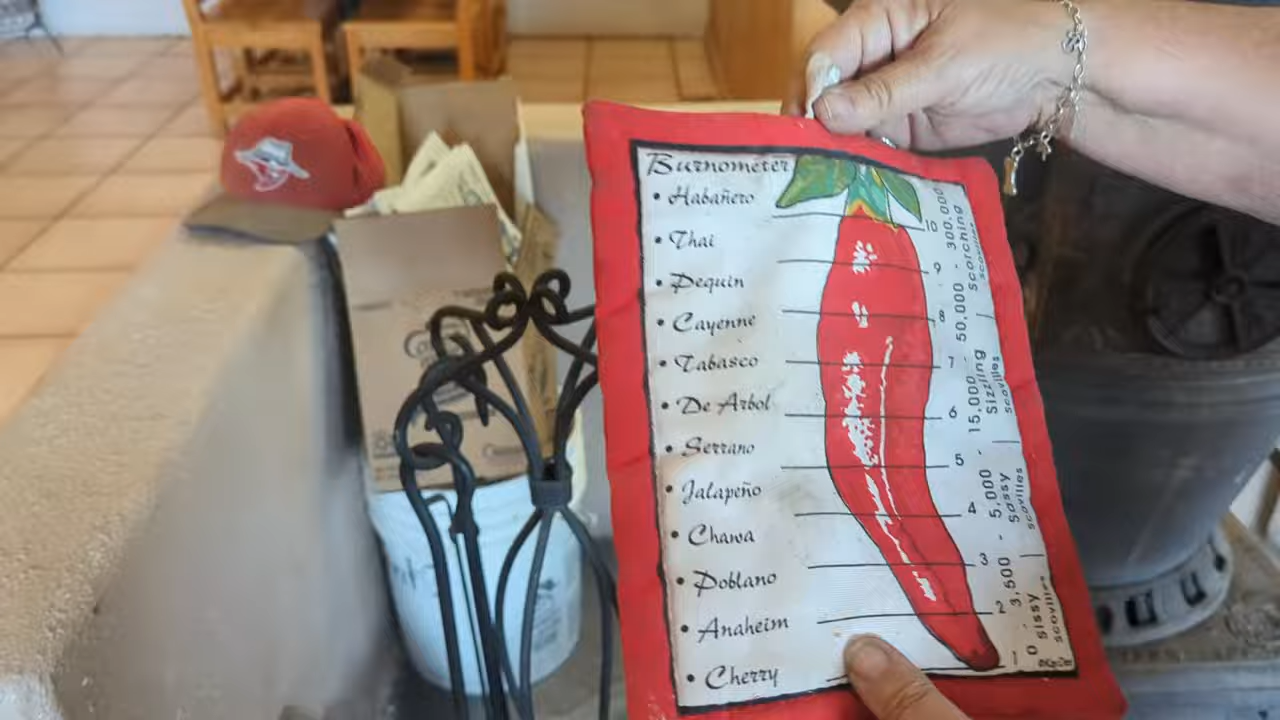 Burnometer
• Habañero
• Thai
• Pequin
• Cayenne
• Tabasco
• De Arbol
• Serrano
• Jalapeño
• Chawa
• Poblano
• Anaheim
• Cherry
10
9
8
7
6
5
4
3
2
1
50,000 - 300,000
scorching
scovilles
15,000 -
Sizzling
scovilles
5,000 -
Sassy
scovilles
0 - 3,500
Sissy
scovilles